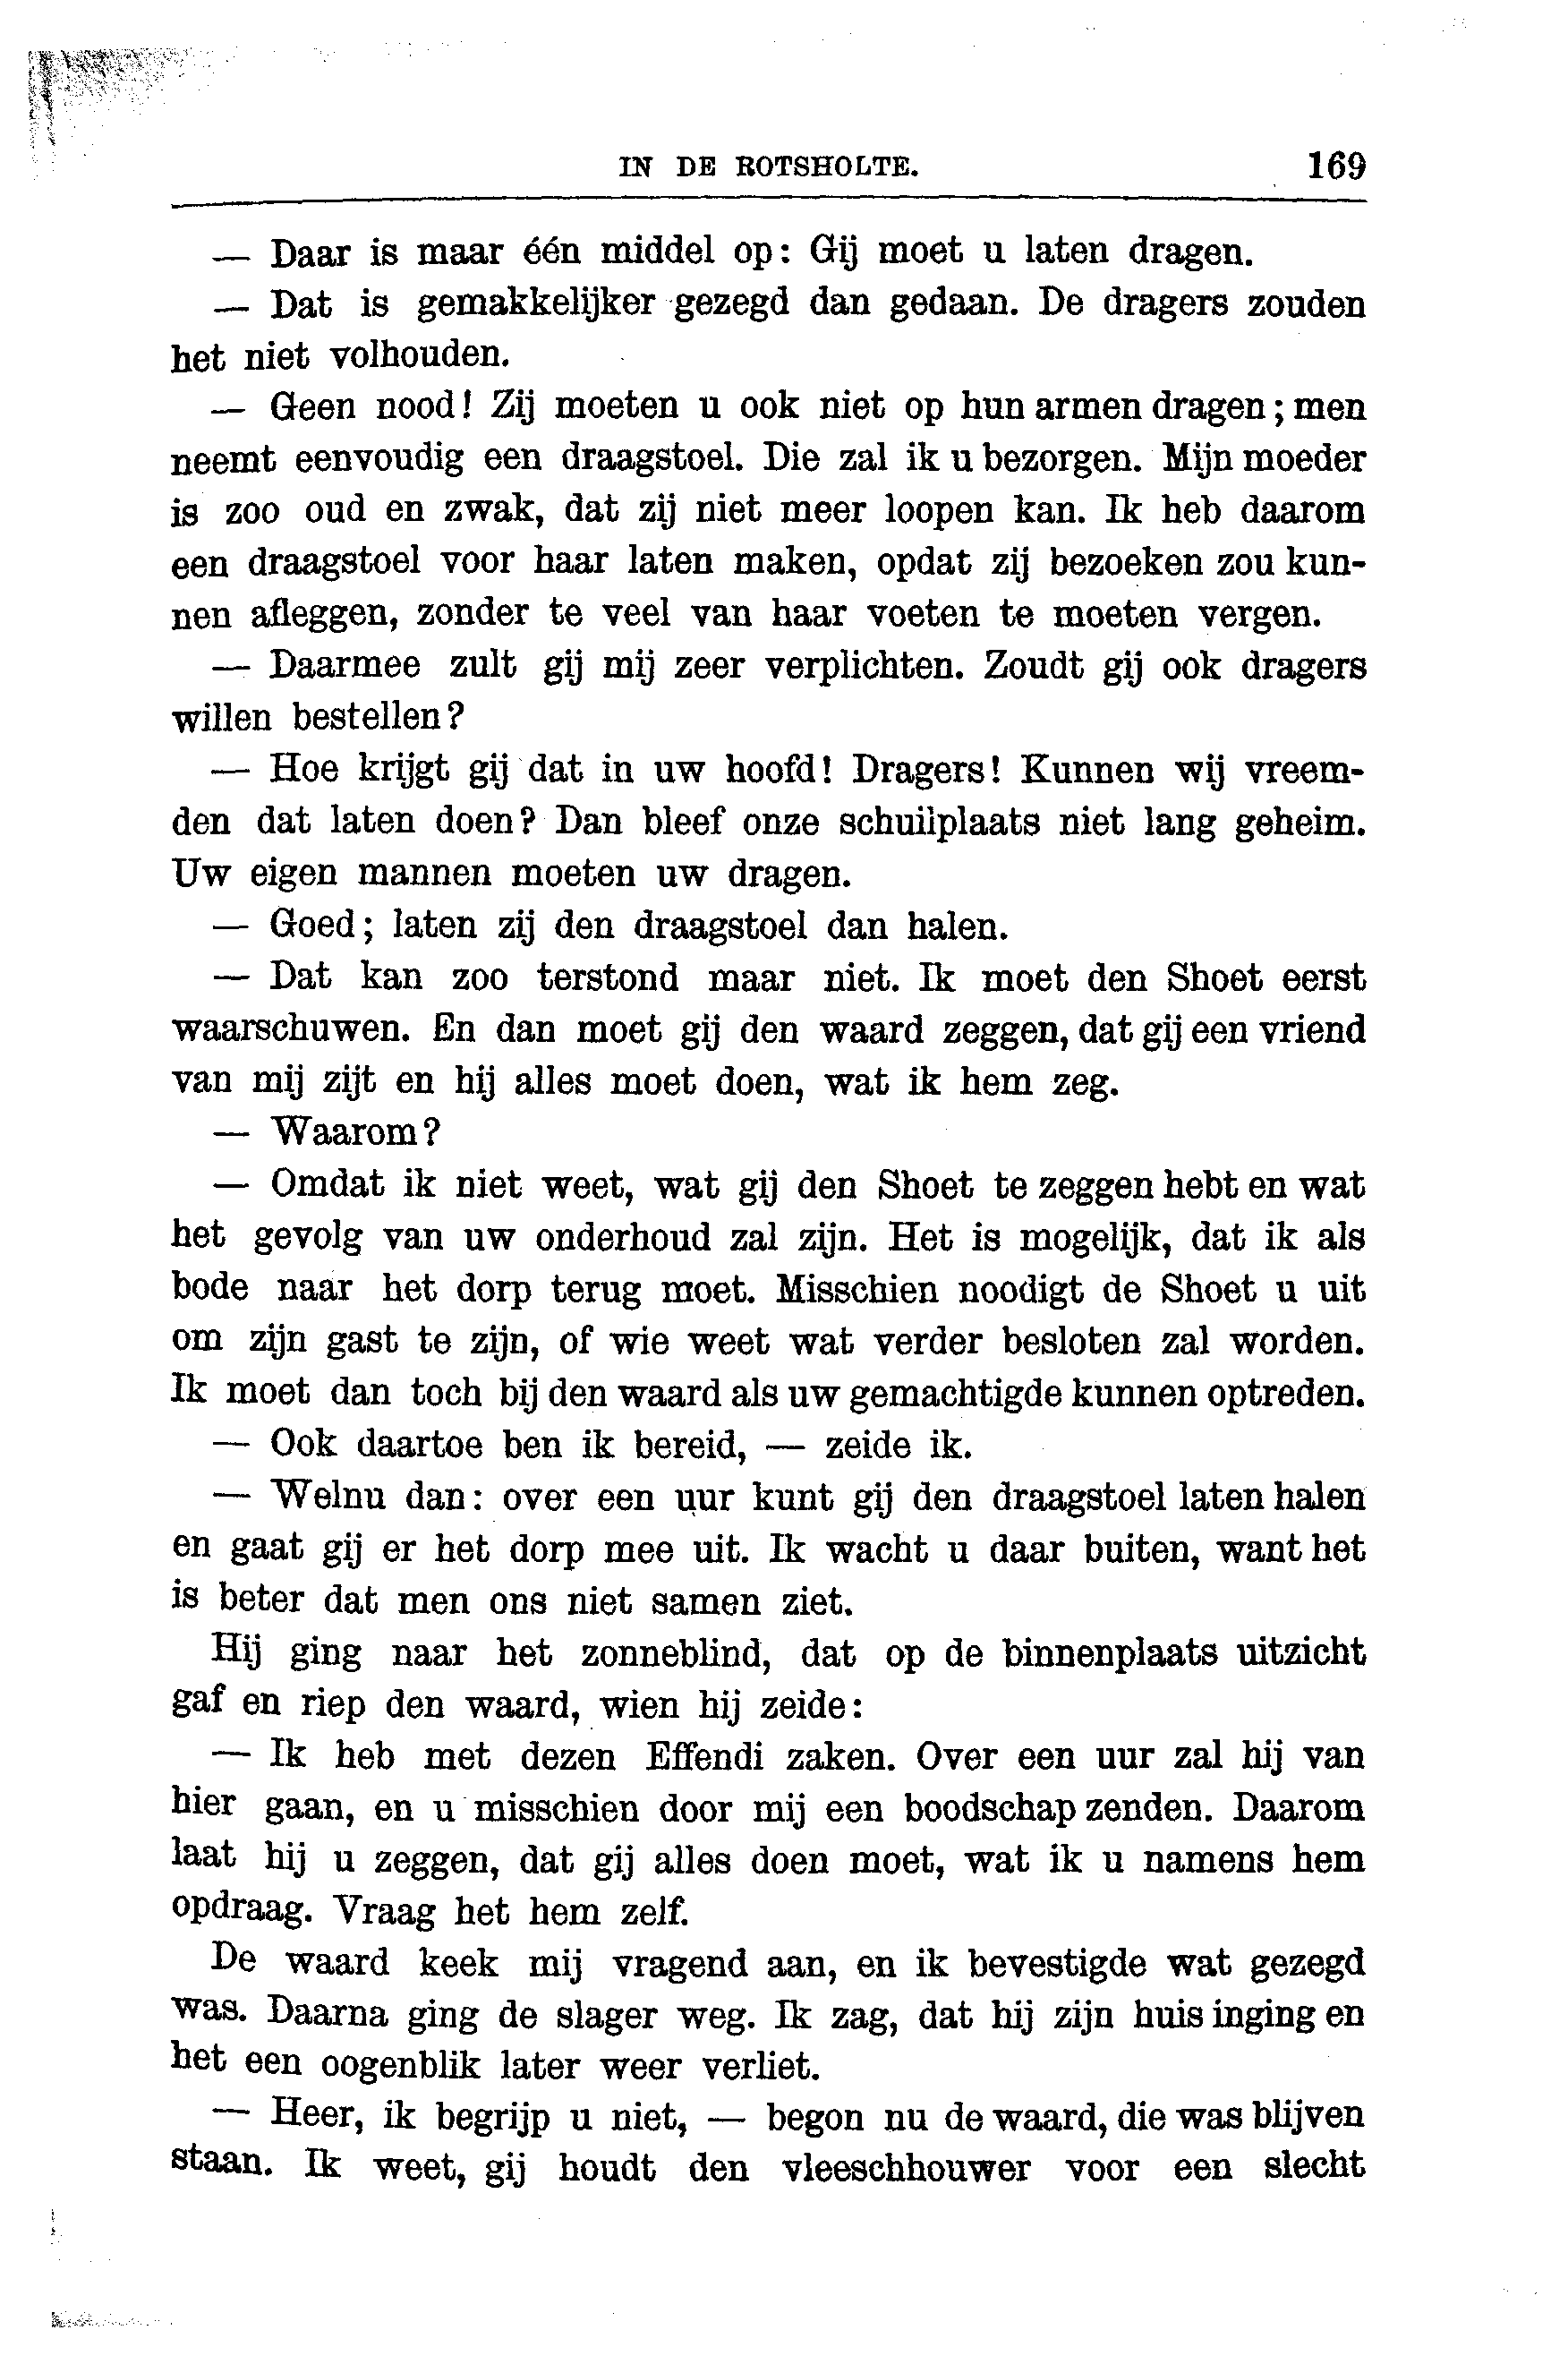 IN DE ROTSHOLTE. 169
— Daar is maar één middel op: Gij moet u laten dragen.
— Dat is gemakkelijker gezegd dan gedaan. De dragers zouden
het niet volhouden.
— Geen nood! Zij moeten u ook niet op hun armen dragen; men
neemt eenvoudig een draagstoel. Die zal ik u bezorgen. Mijn moeder
is zoo oud en zwak, dat zij niet meer loopen kan. Ik heb daarom
een draagstoel voor haar laten maken, opdat zij bezoeken zou kun-
nen afleggen, zonder te veel van haar voeten te moeten vergen.
— Daarmee zult gij mij zeer verplichten. Zoudt gij ook dragers
willen bestellen?
— Hoe krijgt gij dat in uw hoofd! Dragers! Kunnen wij vreem-
den dat laten doen? Dan bleef onze schuilplaats niet lang geheim.
Uw eigen mannen moeten uw dragen.
— Goed; laten zij den draagstoel dan halen.
— Dat kan zoo terstond maar niet. Ik moet den Shoet eerst
waarschuwen. En dan moet gij den waard zeggen, dat gij een vriend
van mij zijt en hij alles moet doen, wat ik hem zeg.
— Waarom?
— Omdat ik niet weet, wat gij den Shoet te zeggen hebt en wat
het gevolg van uw onderhoud zal zijn. Het is mogelijk, dat ik als
bode naar het dorp terug moet. Misschien noodigt de Shoet u uit
om zijn gast te zijn, of wie weet wat verder besloten zal worden.
Ik moet dan toch bij den waard als uw gemachtigde kunnen optreden.
— Ook daartoe ben ik bereid, — zeide ik.
— Welnu dan: over een uur kunt gij den draagstoel laten halen
en gaat gij er het dorp mee uit. Ik wacht u daar buiten, want het
is beter dat men ons niet samen ziet.
Hij ging naar het zonneblind, dat op de binnenplaats uitzicht
gaf en riep den waard, wien hij zeide:
— Ik heb met dezen Effendi zaken. Over een uur zal hij van
hier gaan, en u misschien door mij een boodschap zenden. Daarom
laat hij u zeggen, dat gij alles doen moet, wat ik u namens hem
opdraag. Vraag het hem zelf.
De waard keek mij vragend aan, en ik bevestigde wat gezegd
was. Daarna ging de slager weg. Ik zag, dat hij zijn huis inging en
het een oogenblik later weer verliet.
— Heer, ik begrijp u niet, — begon nu de waard, die was blijven
staan. Ik weet, gij houdt den vleeschhouwer voor een slecht